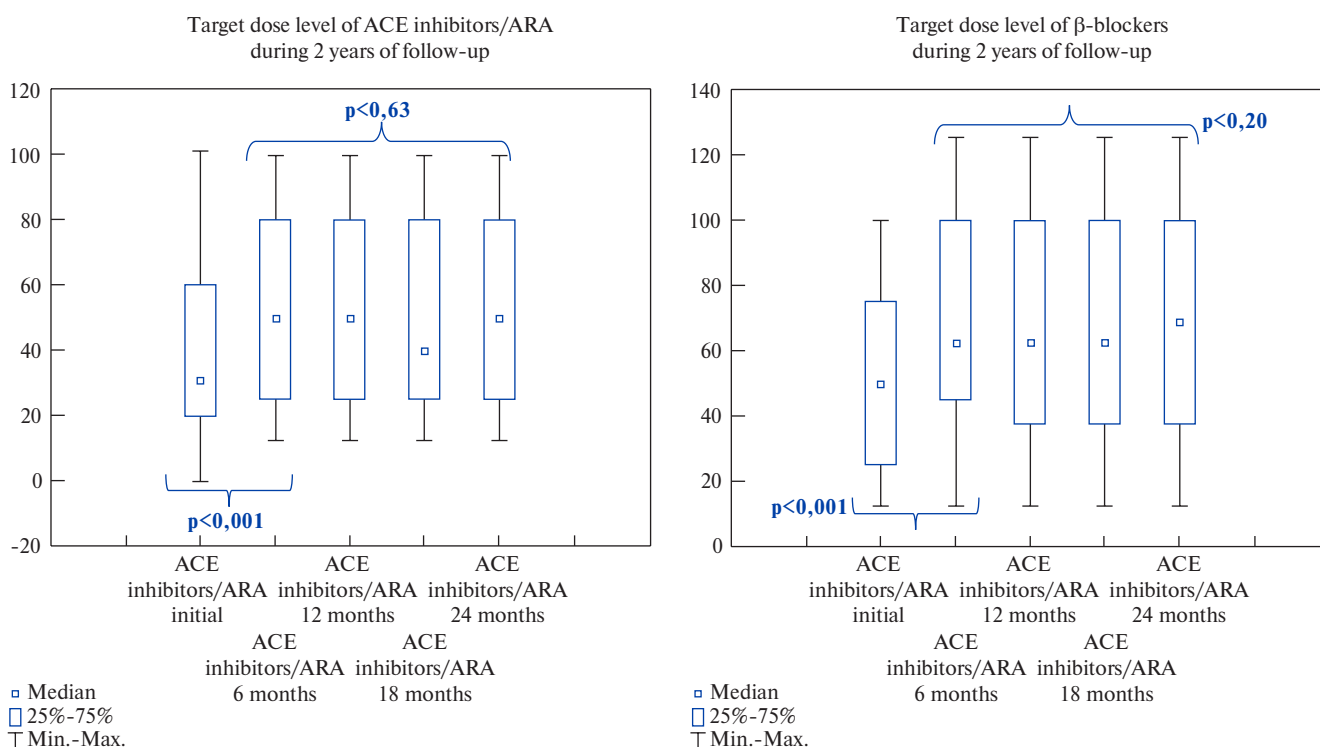 Target dose level of ACE inhibitors/ARA
during 2 years of follow-up
120
100
80
60
40
20
0
-20
p<0,63
p<0,001
ACE
inhibitors/ARA
initial
ACE
inhibitors/ARA
6 months
ACE
inhibitors/ARA
12 months
ACE
inhibitors/ARA
18 months
ACE
inhibitors/ARA
24 months
Median
25%-75%
Min.-Max.
Target dose level of β-blockers
during 2 years of follow-up
140
120
100
80
60
40
20
0
p<0,20
p<0,001
ACE
inhibitors/ARA
initial
ACE
inhibitors/ARA
6 months
ACE
inhibitors/ARA
12 months
ACE
inhibitors/ARA
18 months
ACE
inhibitors/ARA
24 months
Median
25%-75%
Min.-Max.